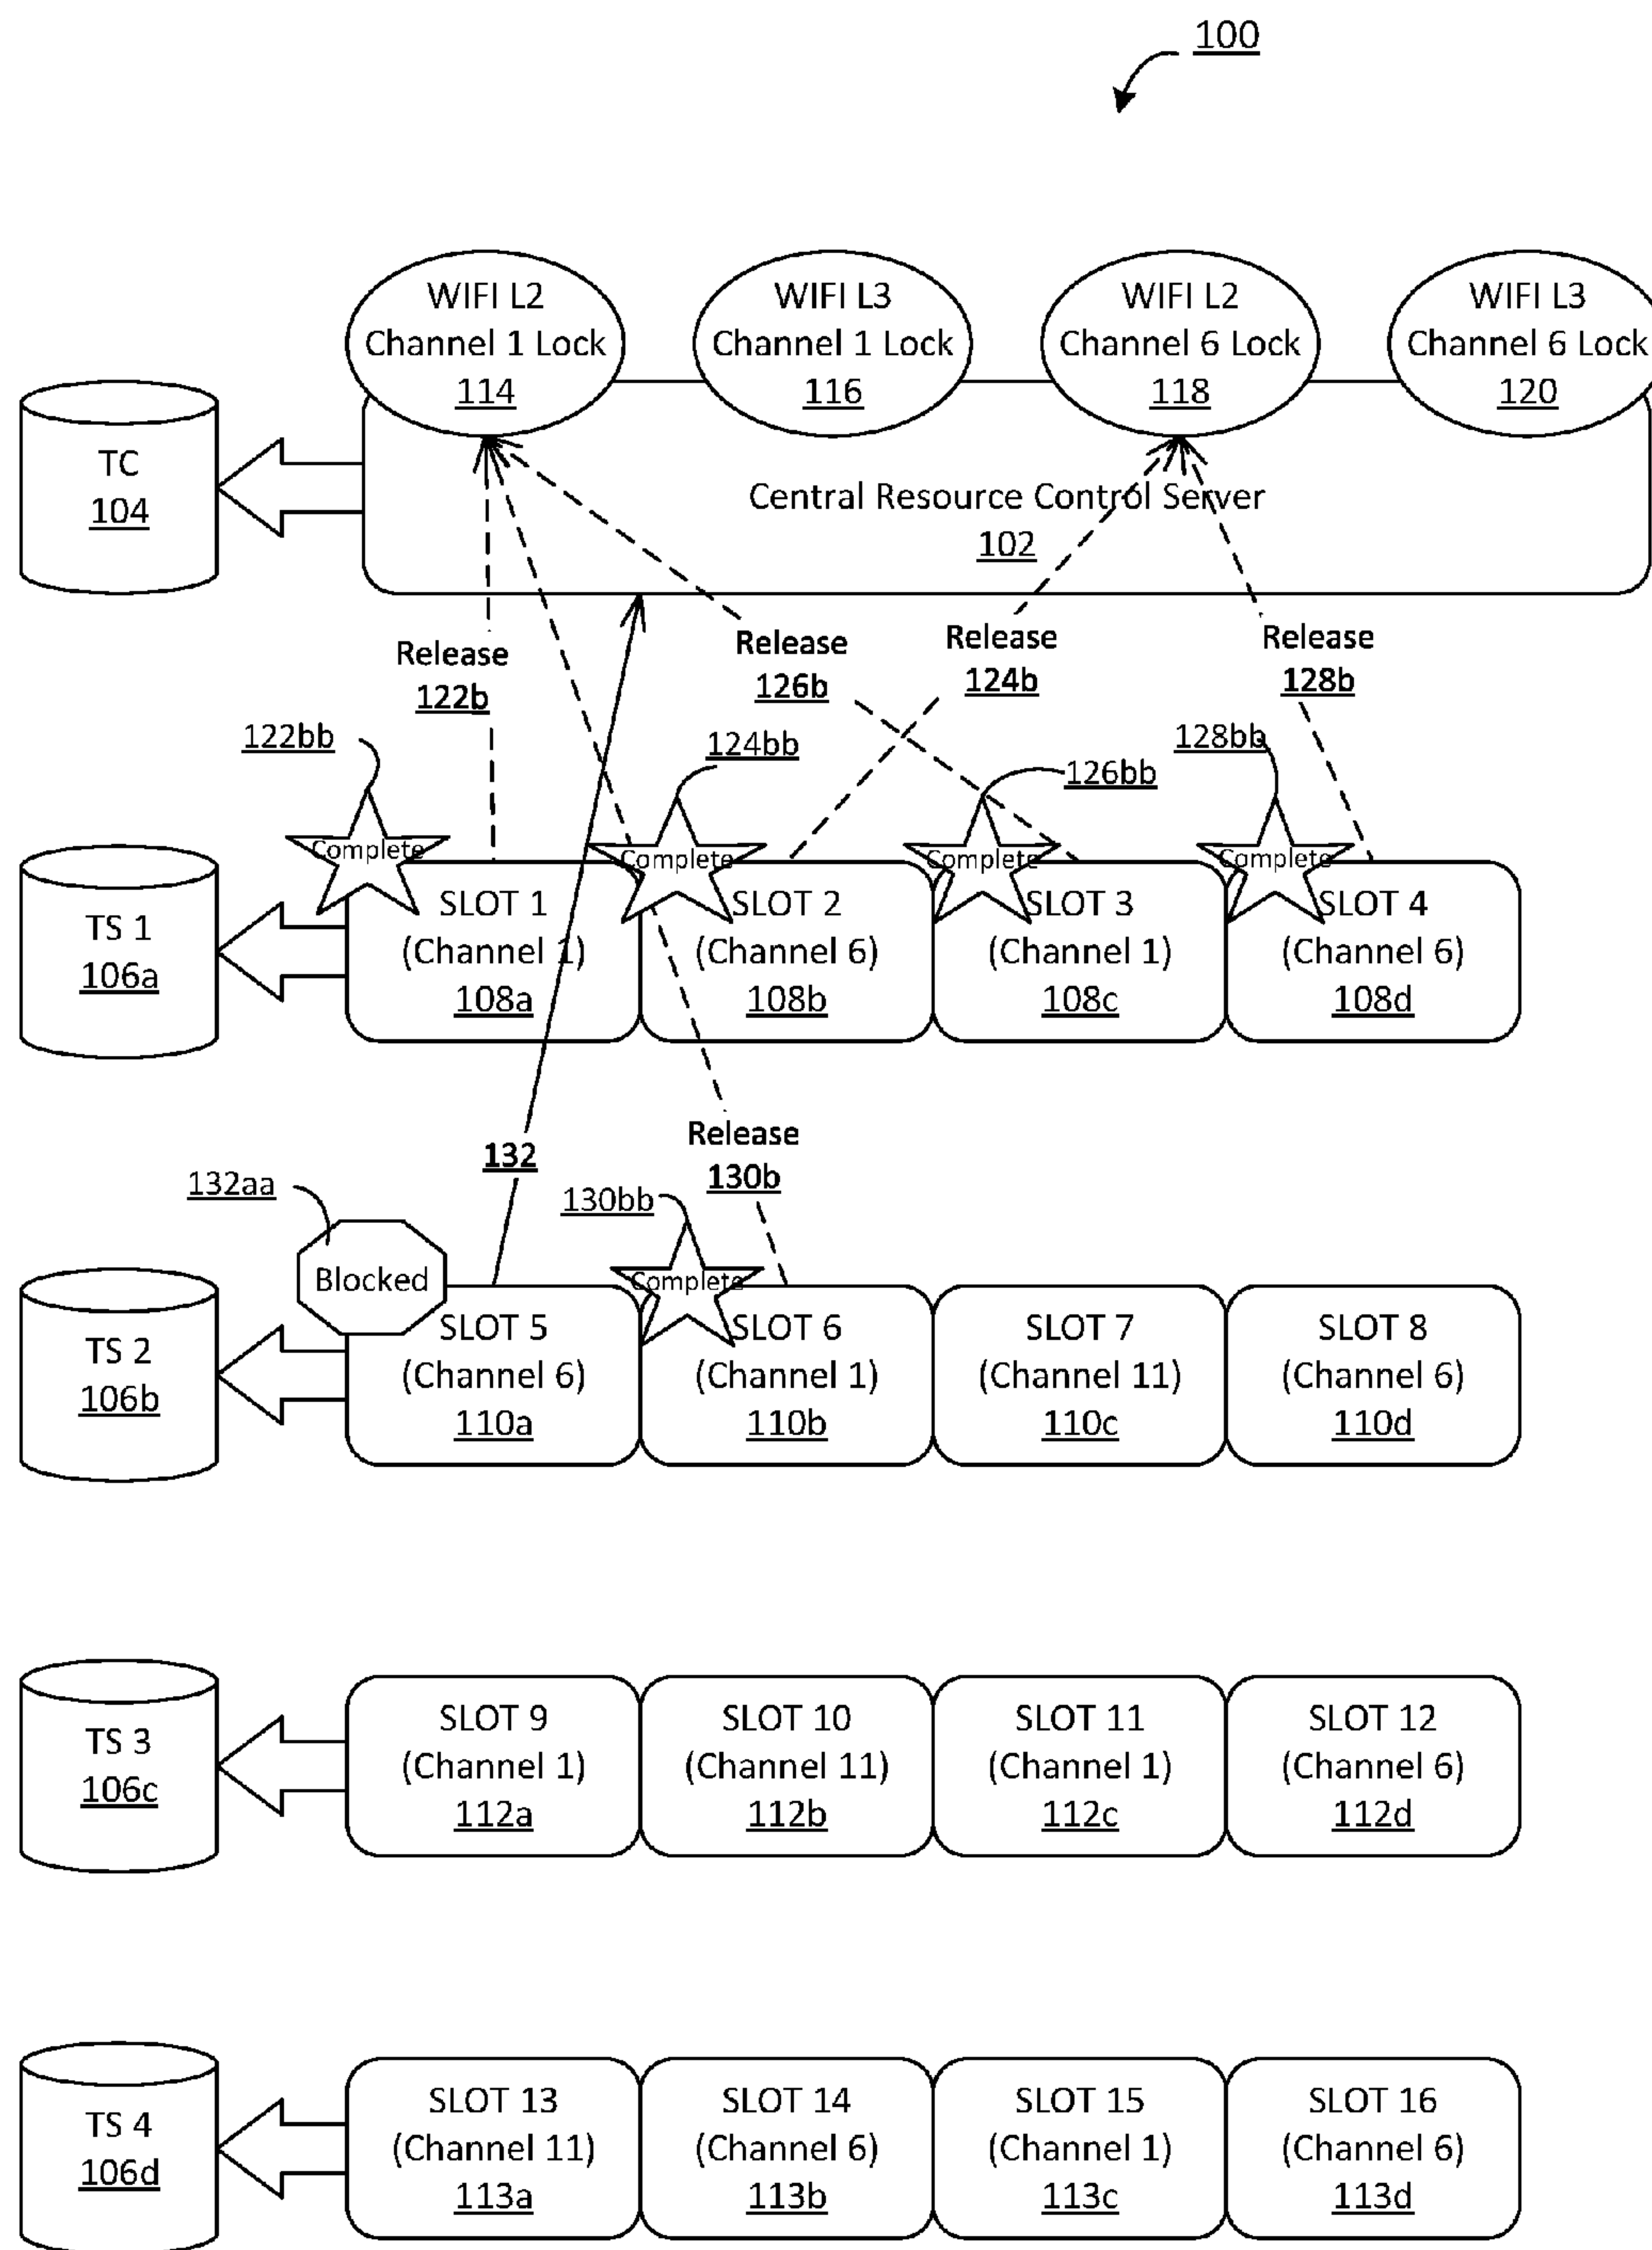 100
WIFI L2
Channel 1 Lock
114
WIFI L3
Channel 1 Lock
116
WIFI L2
Channel 6 Lock
118
WIFI L3
Channel 6 Lock
120
TC
104
Central Resource Control Server
102
Release
122b
Release
126b
Release
124b
Release
128b
122bb
124bb
126bb
128bb
Complete
Complete
Complete
Complete
TS 1
106a
SLOT 1
(Channel 1)
108a
SLOT 2
(Channel 6)
108b
SLOT 3
(Channel 1)
108c
SLOT 4
(Channel 6)
108d
132
Release
130b
132aa
130bb
Blocked
Complete
TS 2
106b
SLOT 5
(Channel 6)
110a
SLOT 6
(Channel 1)
110b
SLOT 7
(Channel 11)
110c
SLOT 8
(Channel 6)
110d
TS 3
106c
SLOT 9
(Channel 1)
112a
SLOT 10
(Channel 11)
112b
SLOT 11
(Channel 1)
112c
SLOT 12
(Channel 6)
112d
TS 4
106d
SLOT 13
(Channel 11)
113a
SLOT 14
(Channel 6)
113b
SLOT 15
(Channel 1)
113c
SLOT 16
(Channel 6)
113d